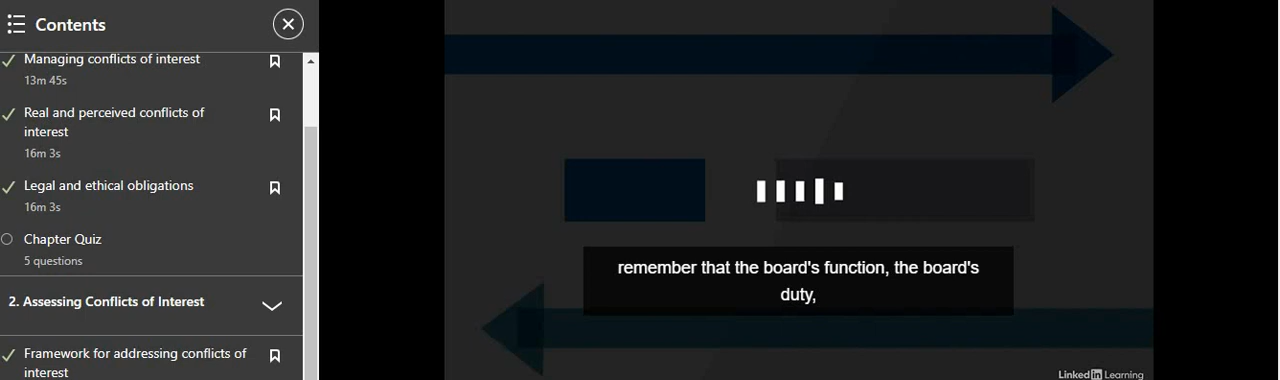 Contents
Managing conflicts of interest
13m 45s
Real and perceived conflicts of
interest
16m 3s
Legal and ethical obligations
16m 3s
Chapter Quiz
5 questions
2. Assessing Conflicts of Interest
Framework for addressing conflicts of
interest
remember that the board's function, the board's
duty,
Linked in Learning